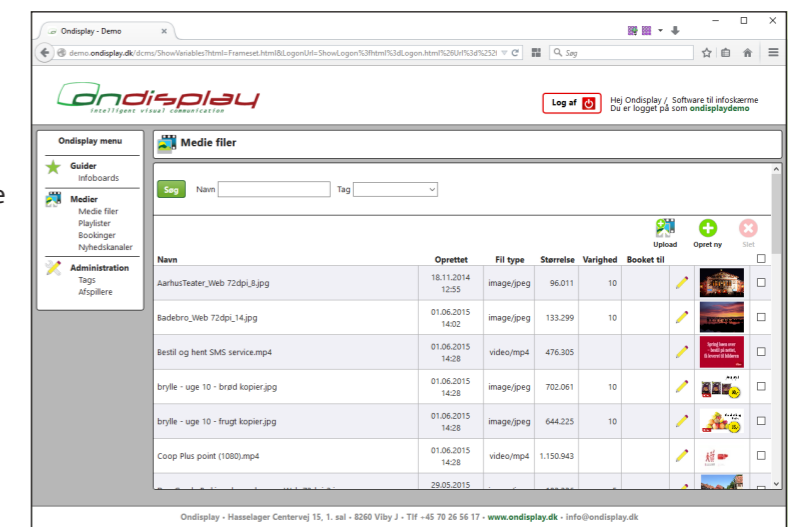 Ondisplay - Demo
demo.ondisplay.dk/dcms/ShowVariables?html=Frameset.html&LogonUrl=ShowLogon%3fhtml%3dLogon.html%26Url%3d%252
Søg
ondisplay
intelligent visual communication
Log af
Hej Ondisplay / Software til infoskærme
Du er logget på som ondisplaydemo
Ondisplay menu
Guider
Infoboards
Medier
Medie filer
Playlister
Bookinger
Nyhedskanaler
Administration
Tags
Afspillere
e
Medie filer
Søg Navn Tag
Upload Opret ny Slet
Navn Oprettet Fil type Størrelse Varighed Booket til
AarhusTeater_Web 72dpi_8.jpg 18.11.2014 12:55 image/jpeg 96.011 10
Badebro_Web 72dpi_14.jpg 01.06.2015 14:02 image/jpeg 133.299 10
Bestil og hent SMS service.mp4 01.06.2015 14:28 video/mp4 476.305
brylle - uge 10 - brød kopier.jpg 01.06.2015 14:28 image/jpeg 702.061 10
brylle - uge 10 - frugt kopier.jpg 01.06.2015 14:28 image/jpeg 644.225 10
Coop Plus point (1080).mp4 01.06.2015 14:28 video/mp4 1.150.943
29.05.2015
Ondisplay - Hasselager Centervej 15, 1. sal - 8260 Viby J - Tlf +45 70 26 56 17 - www.ondisplay.dk - info@ondisplay.dk